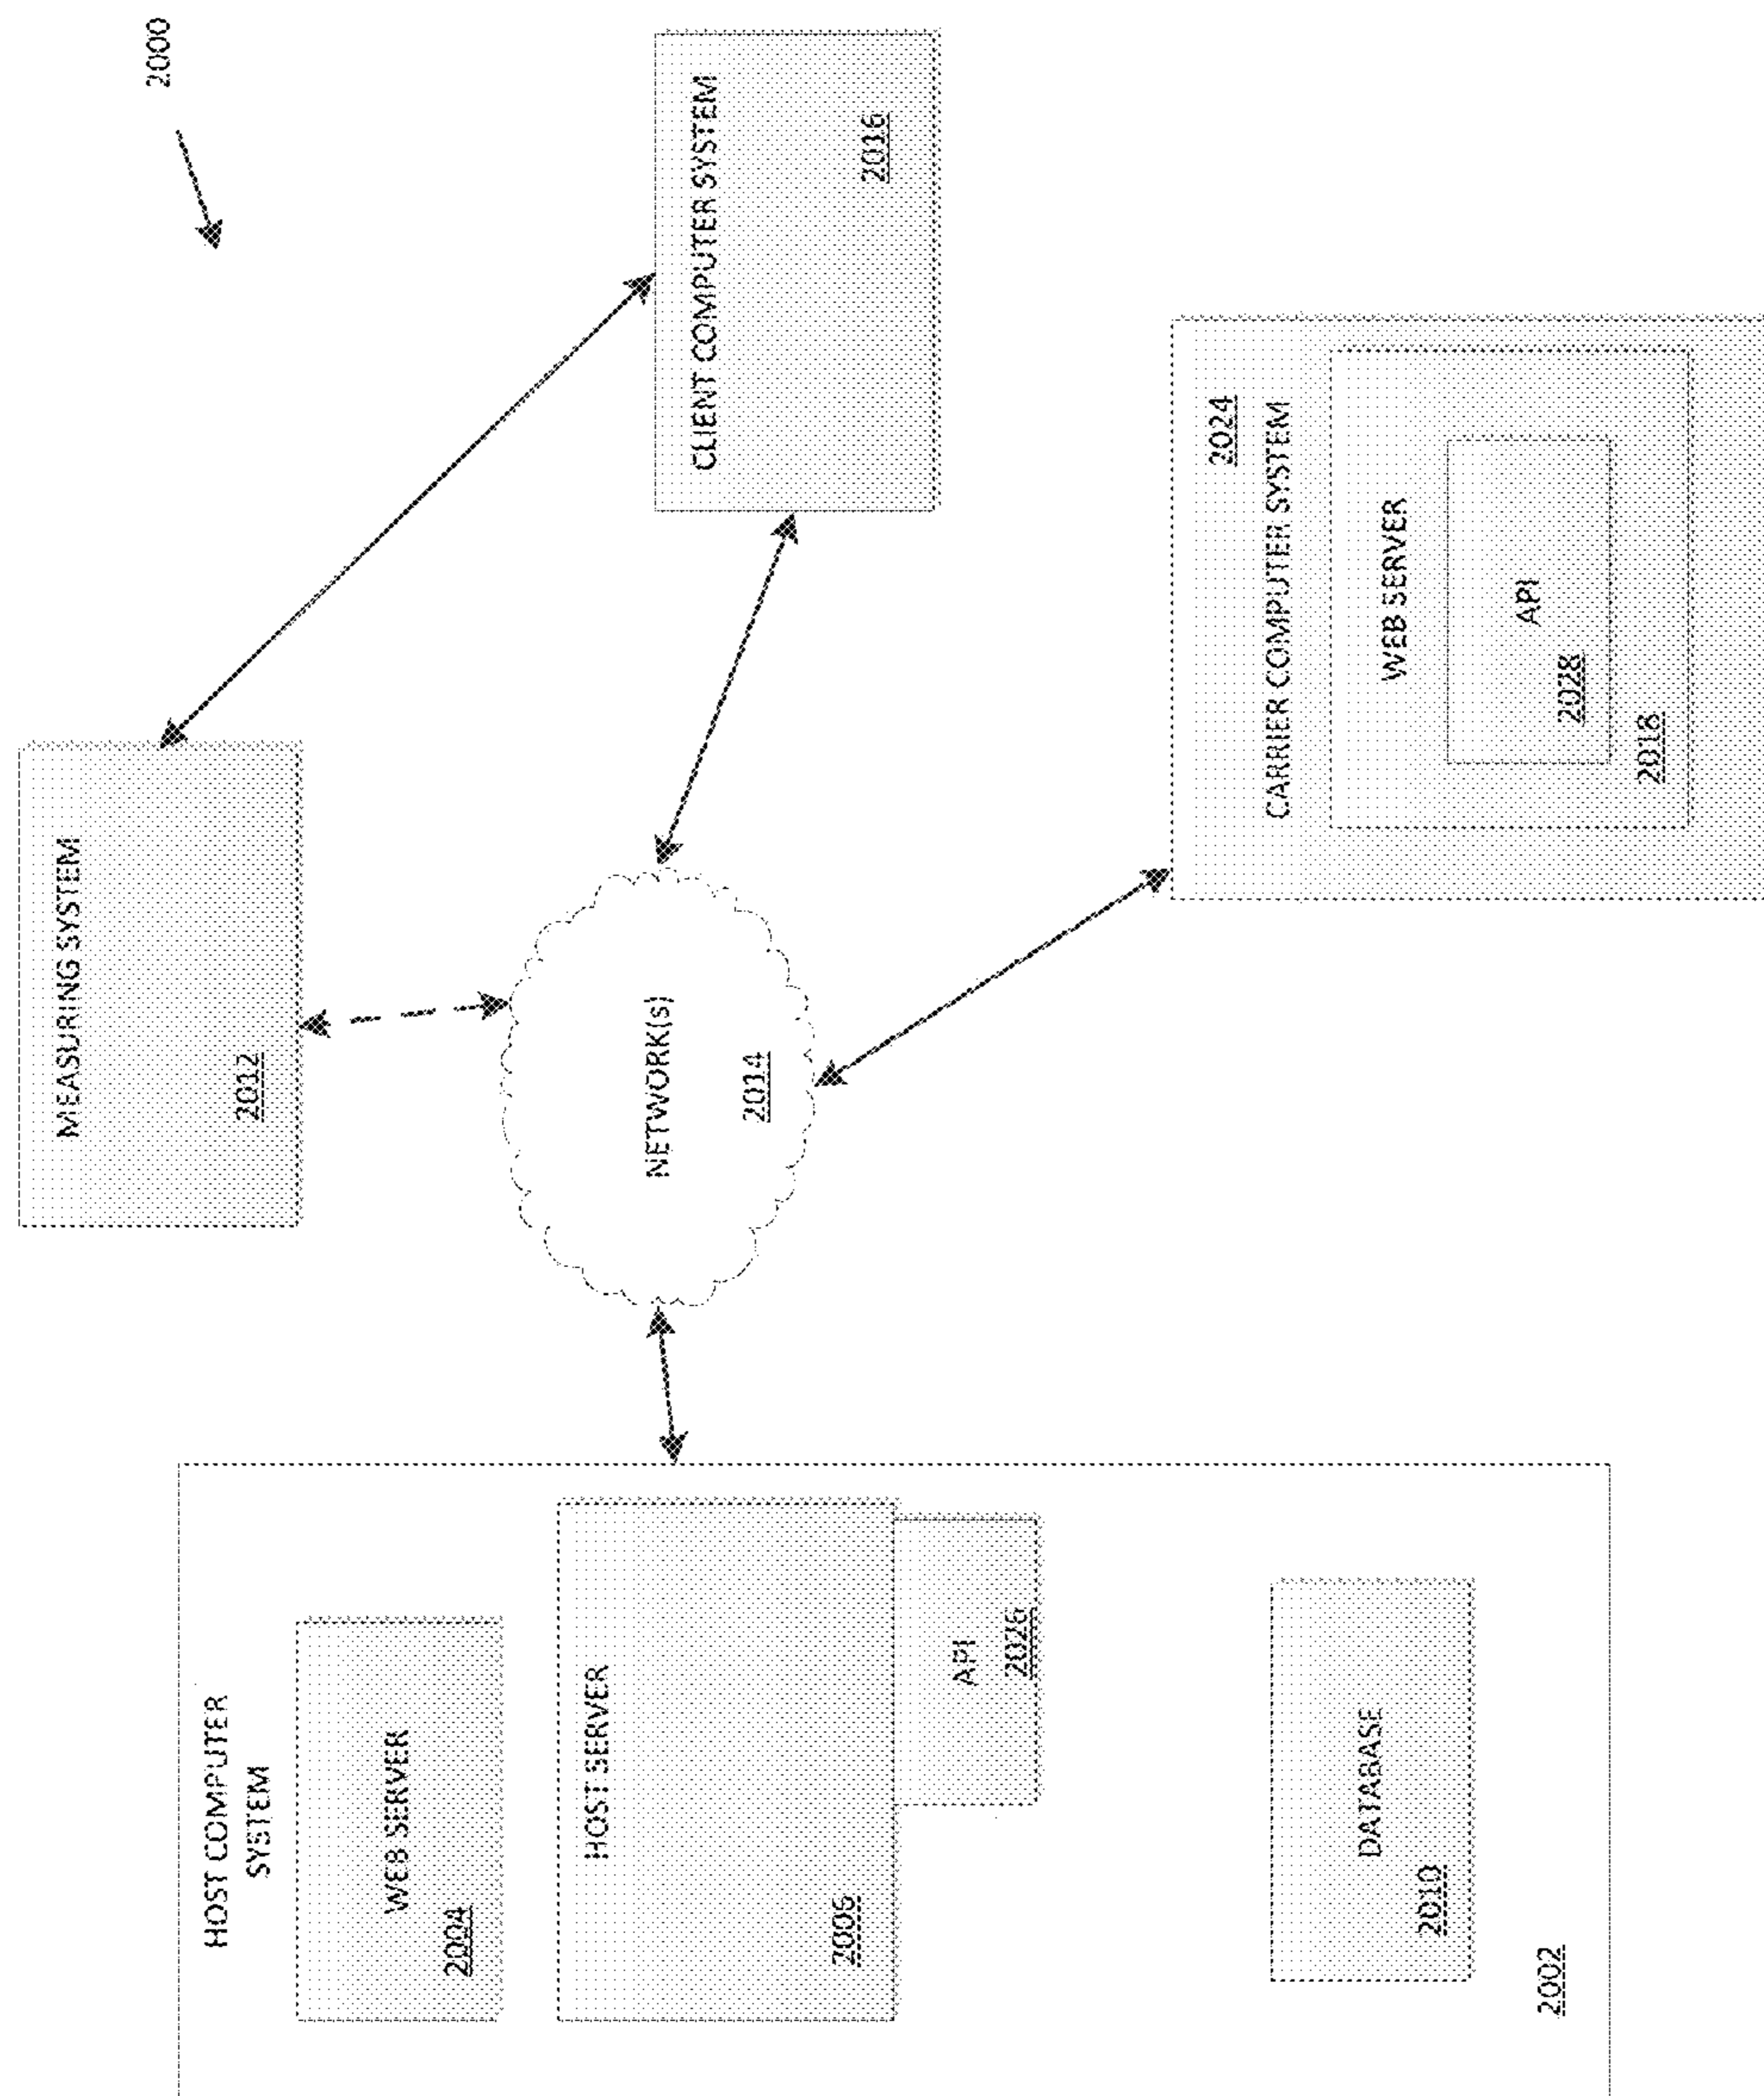 2000
HOST COMPUTER
SYSTEM
WEB SERVER
2004
HOST SERVER
2006
API
2026
DATABASE
2010
2002
MEASURING SYSTEM
2012
NETWORK(s)
2014
CLIENT COMPUTER SYSTEM
2016
2024
CARRIER COMPUTER SYSTEM
WEB SERVER
API
2028
2018